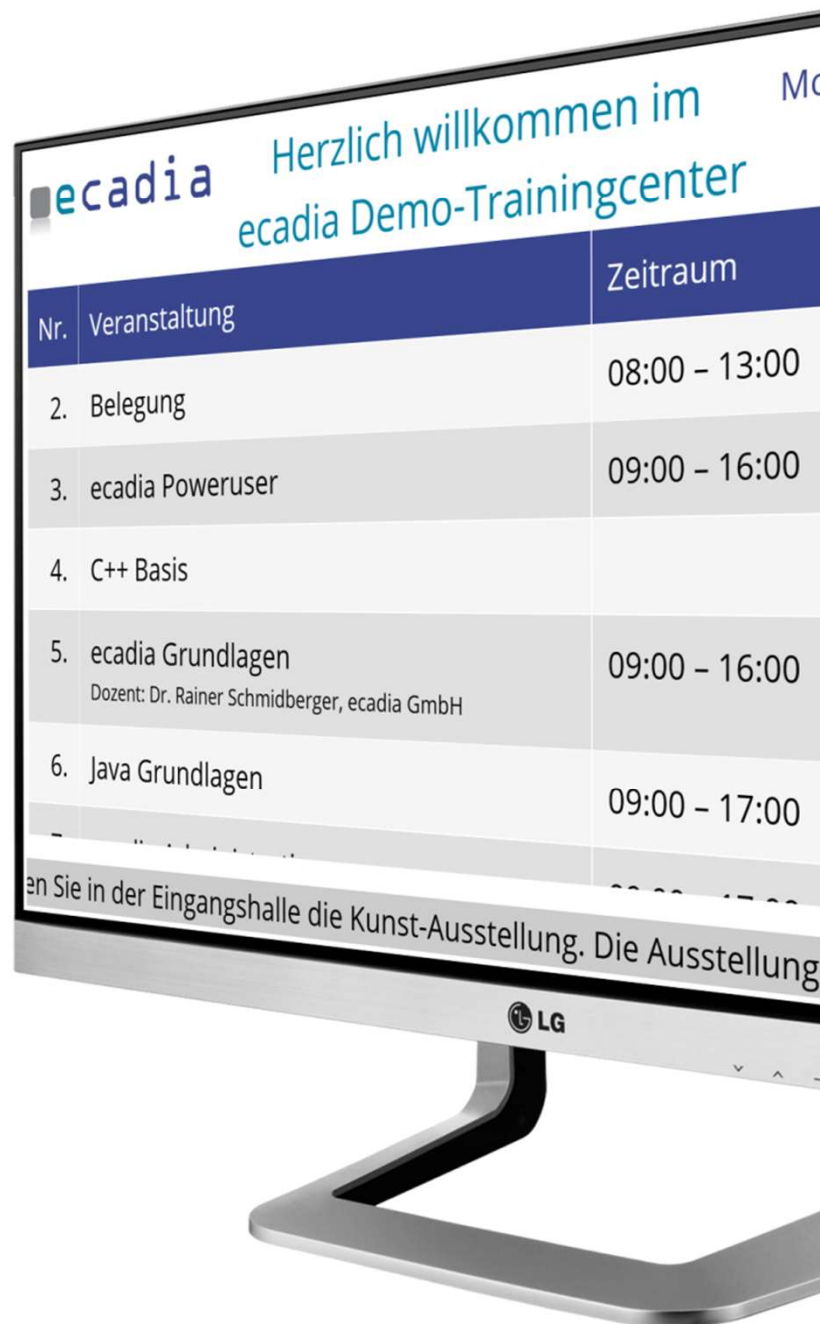 ecadia
Herzlich willkommen im
ecadia Demo-Trainingcenter
Nr. Veranstaltung Zeitraum
2. Belegung 08:00 – 13:00
3. ecadia Poweruser 09:00 – 16:00
4. C++ Basis
5. ecadia Grundlagen 09:00 – 16:00
Dozent: Dr. Rainer Schmidberger, ecadia GmbH
6. Java Grundlagen 09:00 – 17:00
en Sie in der Eingangshalle die Kunst-Ausstellung. Die Ausstellung
LG